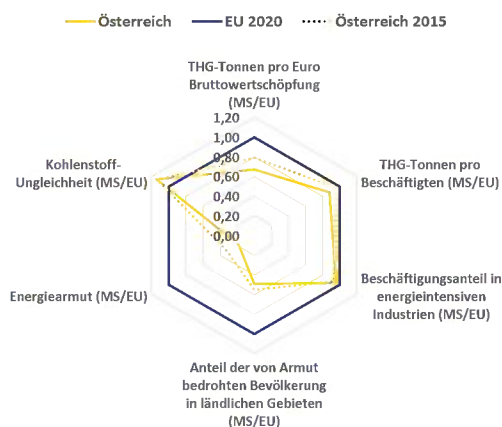 Österreich EU 2020 Österreich 2015
THG-Tonnen pro Euro
Bruttowertschöpfung
(MS/EU)
1,20
1,00
0,80
0,60
0,40
0,20
0,00
THG-Tonnen pro
Beschäftigten (MS/EU)
Beschäftigungsanteil in
energieintensiven
Industrien (MS/EU)
Anteil der von Armut
bedrohten Bevölkerung
in ländlichen Gebieten
(MS/EU)
Energiearmut (MS/EU)
Kohlenstoff-
Ungleichheit (MS/EU)